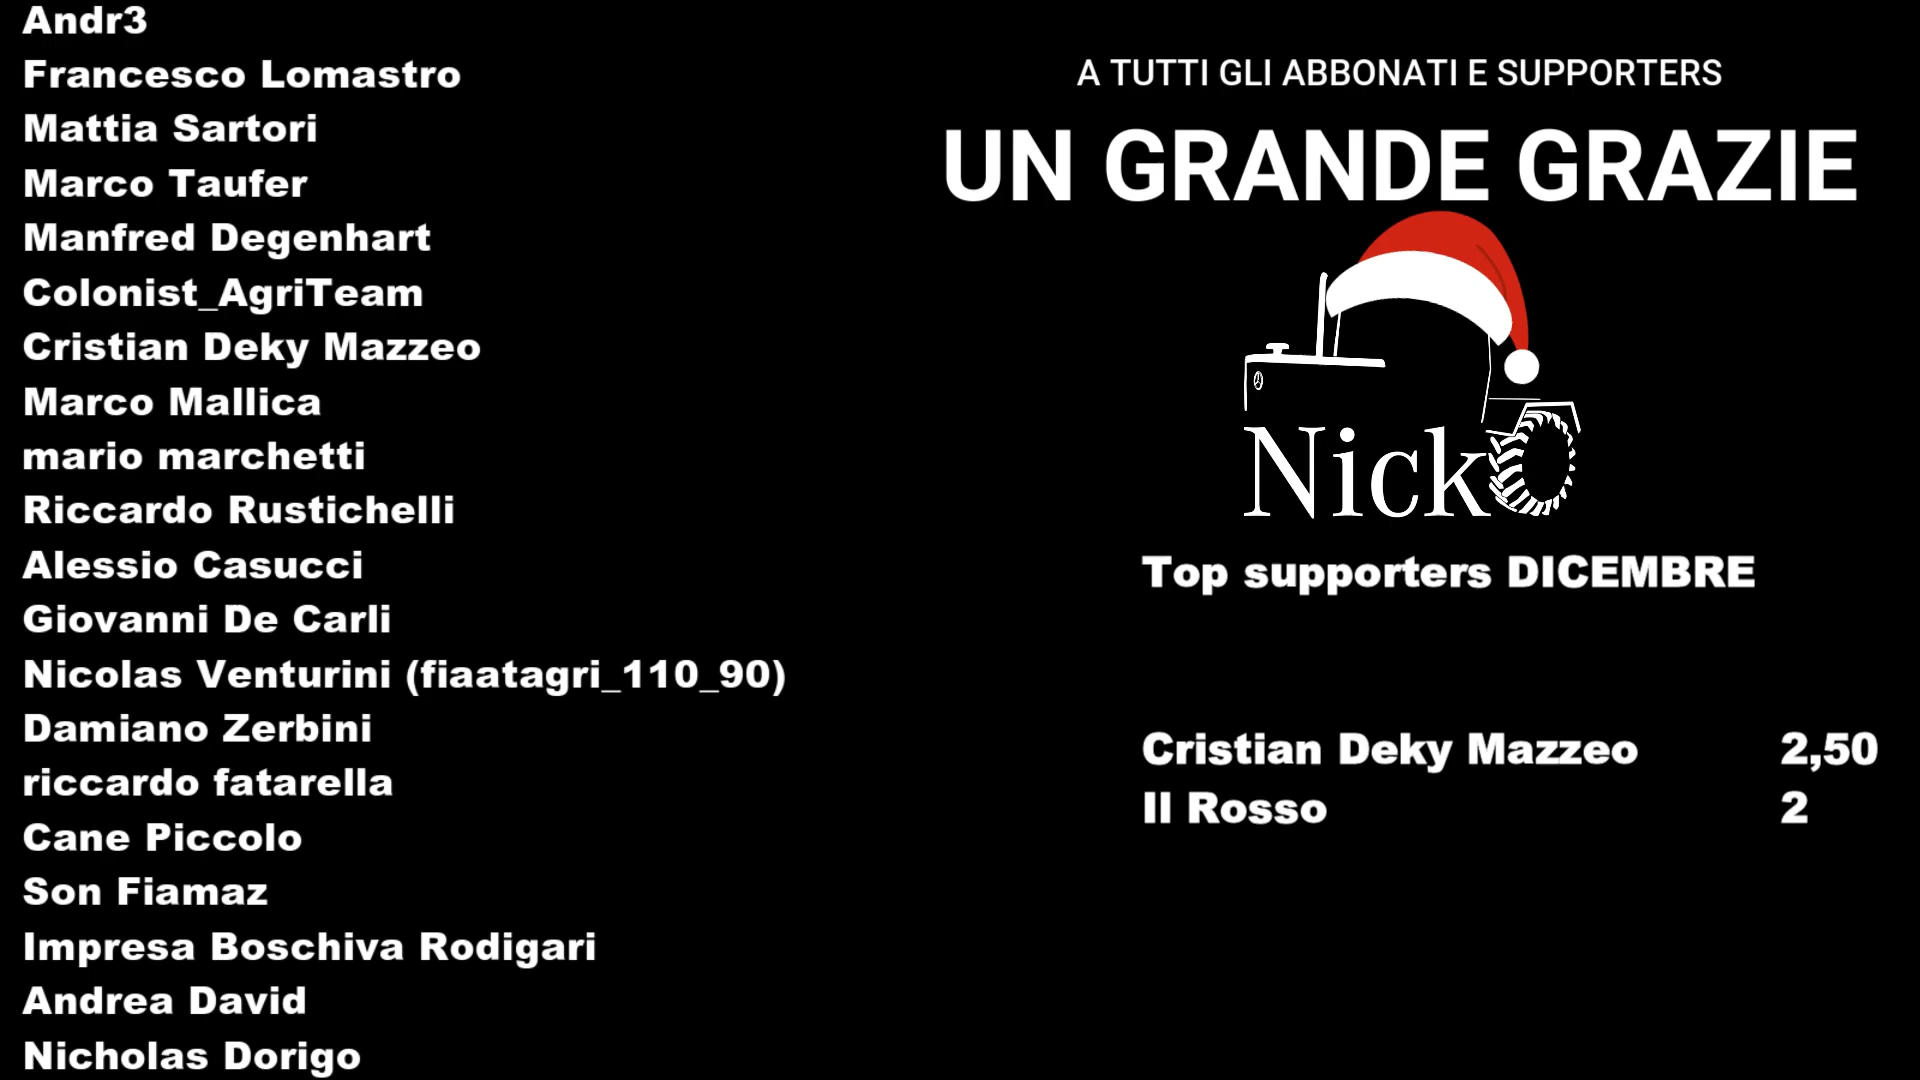 Andr3
Francesco Lomastro
Mattia Sartori
Marco Taufer
Manfred Degenhart
Colonist_AgriTeam
Cristian Deky Mazzeo
Marco Mallica
mario marchetti
Riccardo Rustichelli
Alessio Casucci
Giovanni De Carli
Nicolas Venturini (fiaatagri_110_90)
Damiano Zerbini
riccardo fatarella
Cane Piccolo
Son Fiamaz
Impresa Boschiva Rodigari
Andrea David
Nicholas Dorigo
A TUTTI GLI ABBONATI E SUPPORTERS
UN GRANDE GRAZIE
Nick
Top supporters DICEMBRE
Cristian Deky Mazzeo 2,50
Il Rosso 2